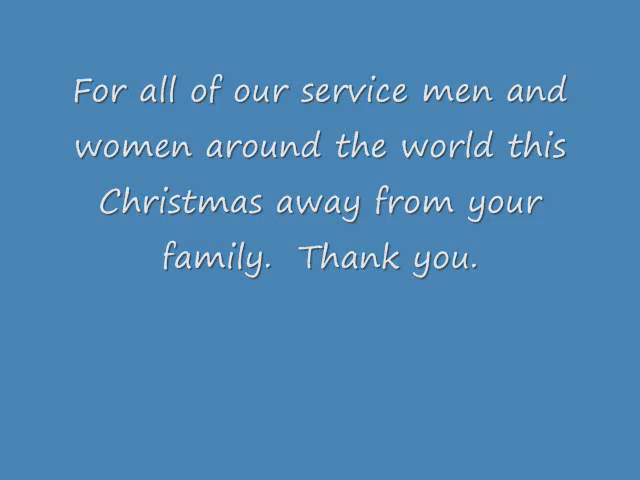 For all of our service men and
women around the world this
Christmas away from your
family.  Thank you.